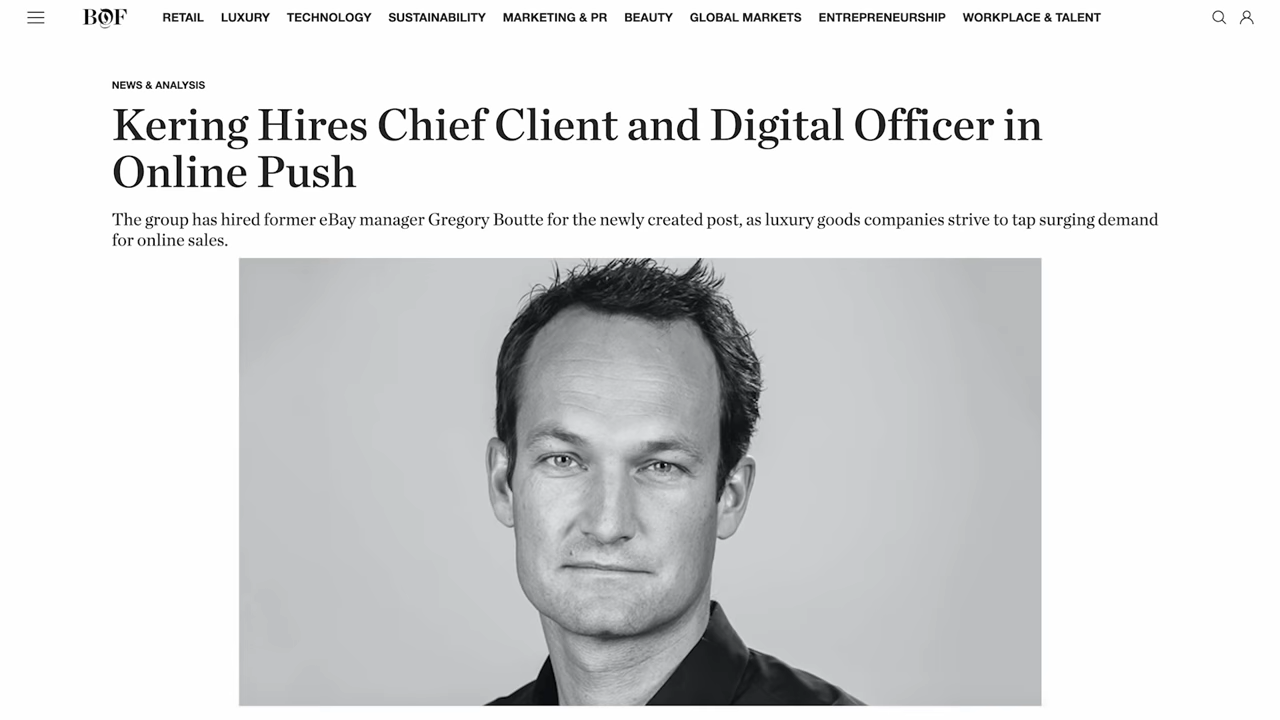 BOF RETAIL LUXURY TECHNOLOGY SUSTAINABILITY MARKETING & PR BEAUTY GLOBAL MARKETS ENTREPRENEURSHIP WORKPLACE & TALENT
NEWS & ANALYSIS
Kering Hires Chief Client and Digital Officer in
Online Push
The group has hired former eBay manager Gregory Boutte for the newly created post, as luxury goods companies strive to tap surging demand
for online sales.